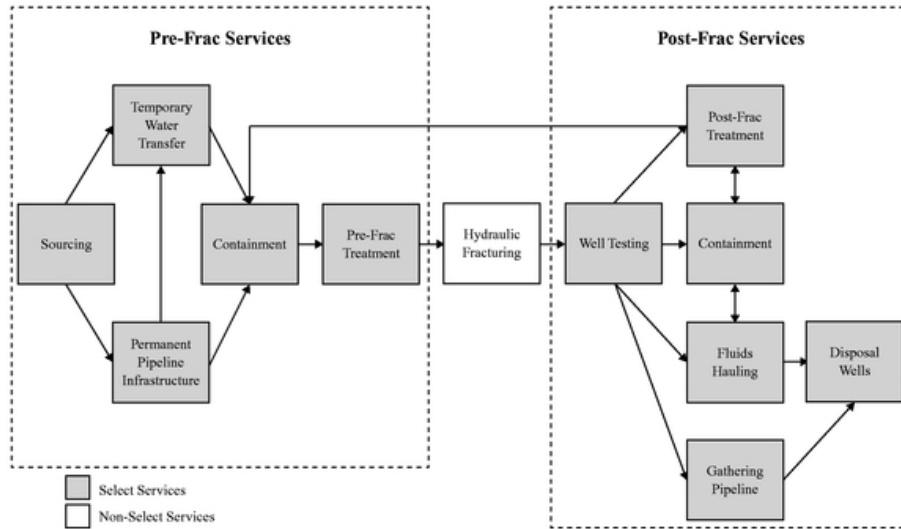 Pre-Frac Services
Post-Frac Services
Temporary
Water
Transfer
Post-Frac
Treatment
Sourcing
Containment
Pre-Frac
Treatment
Hydraulic
Fracturing
Well Testing
Containment
Permanent
Pipeline
Infrastructure
Fluids
Hauling
Disposal
Wells
Gathering
Pipeline
Select Services
Non-Select Services